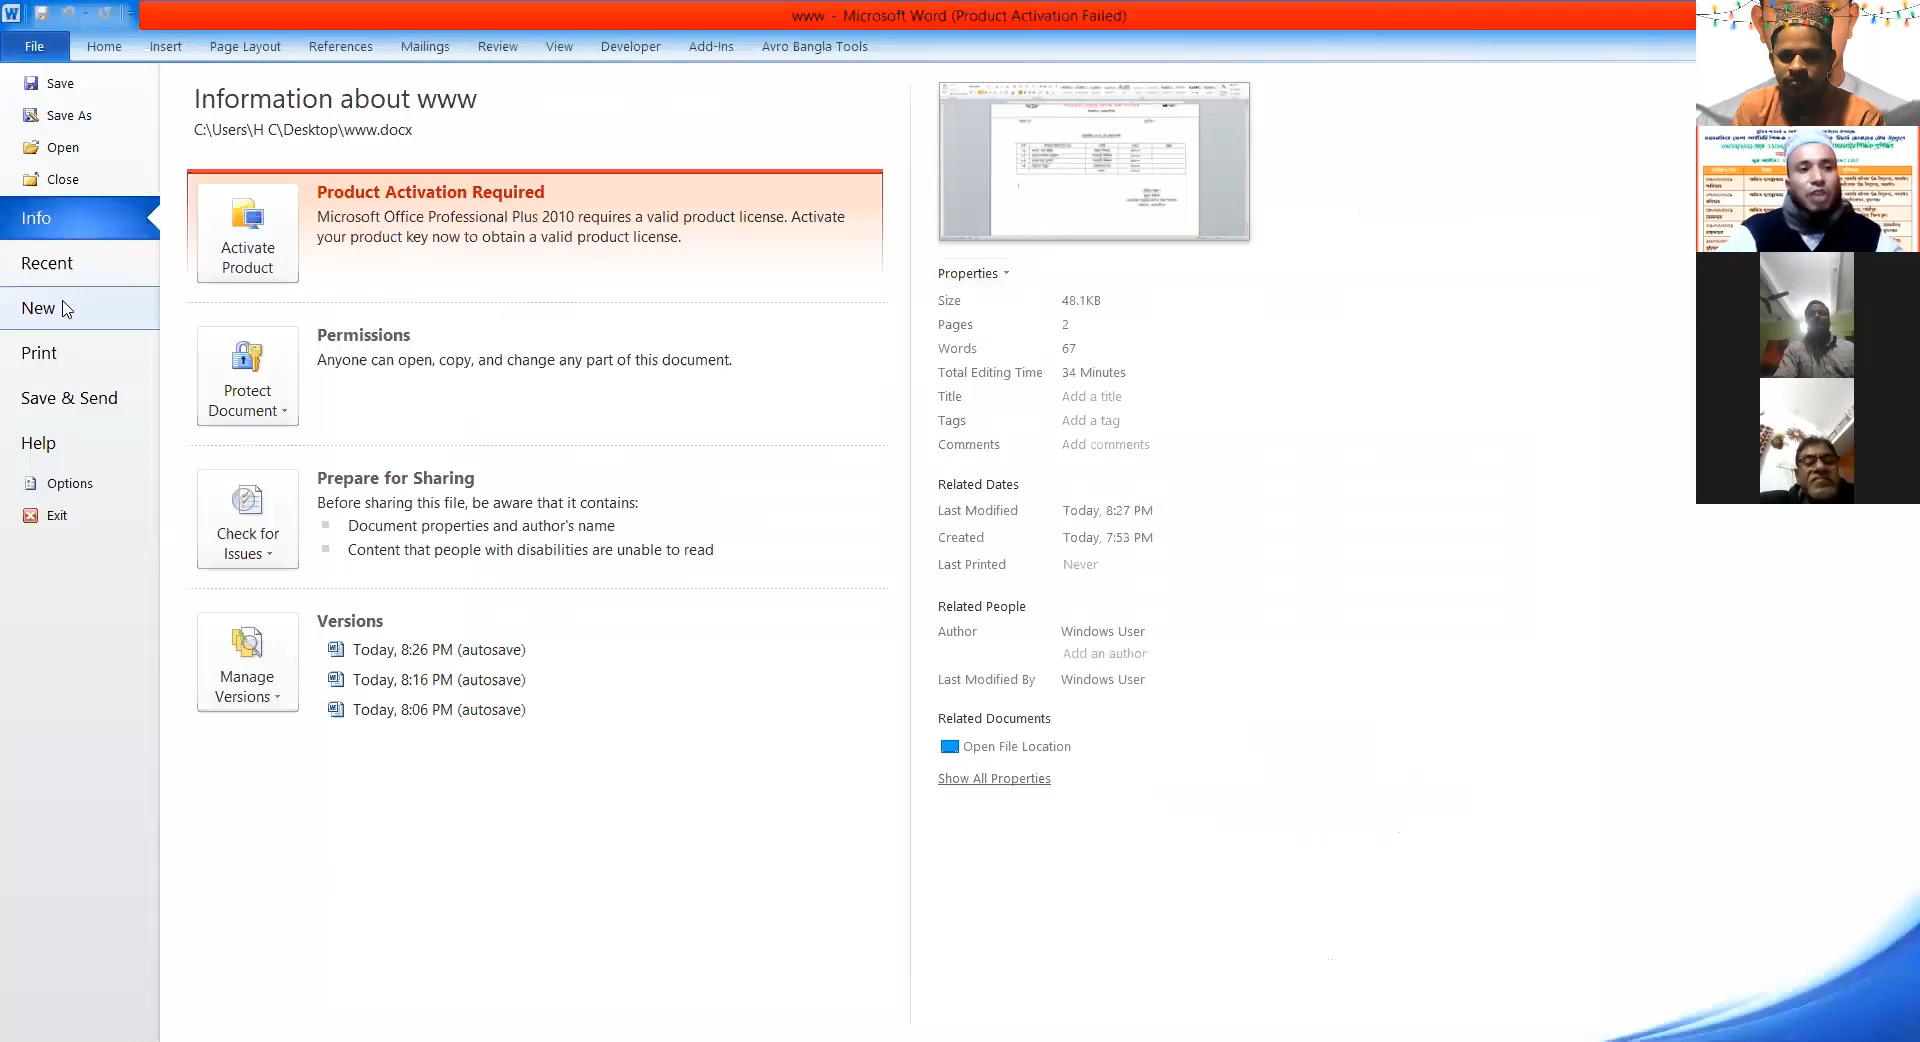 www - Microsoft Word (Product Activation Failed)
File Home Insert Page Layout References Mailings Review View Developer Add-Ins Avro Bangla Tools
Save
Save As
Open
Close
Info
Recent
New
Print
Save & Send
Help
Options
Exit
Information about www
C:\Users\H C\Desktop\www.docx
Activate
Product
Product Activation Required
Microsoft Office Professional Plus 2010 requires a valid product license. Activate
your product key now to obtain a valid product license.
Protect
Document
Permissions
Anyone can open, copy, and change any part of this document.
Check for
Issues
Prepare for Sharing
Before sharing this file, be aware that it contains:
Document properties and author's name
Content that people with disabilities are unable to read
Manage
Versions
Versions
Today, 8:26 PM (autosave)
Today, 8:16 PM (autosave)
Today, 8:06 PM (autosave)
Properties
Size 48.1KB
Pages 2
Words 67
Total Editing Time 34 Minutes
Title Add a title
Tags Add a tag
Comments Add comments
Related Dates
Last Modified Today, 8:27 PM
Created Today, 7:53 PM
Last Printed Never
Related People
Author Windows User
Add an author
Last Modified By Windows User
Related Documents
Open File Location
Show All Properties